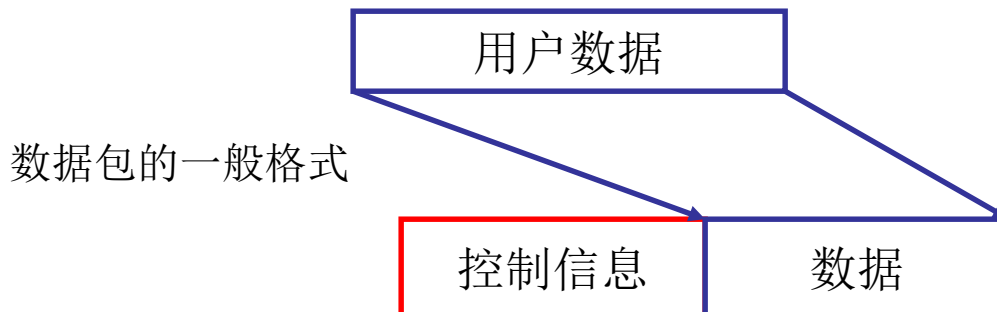 用户数据
数据包的一般格式
控制信息
数据